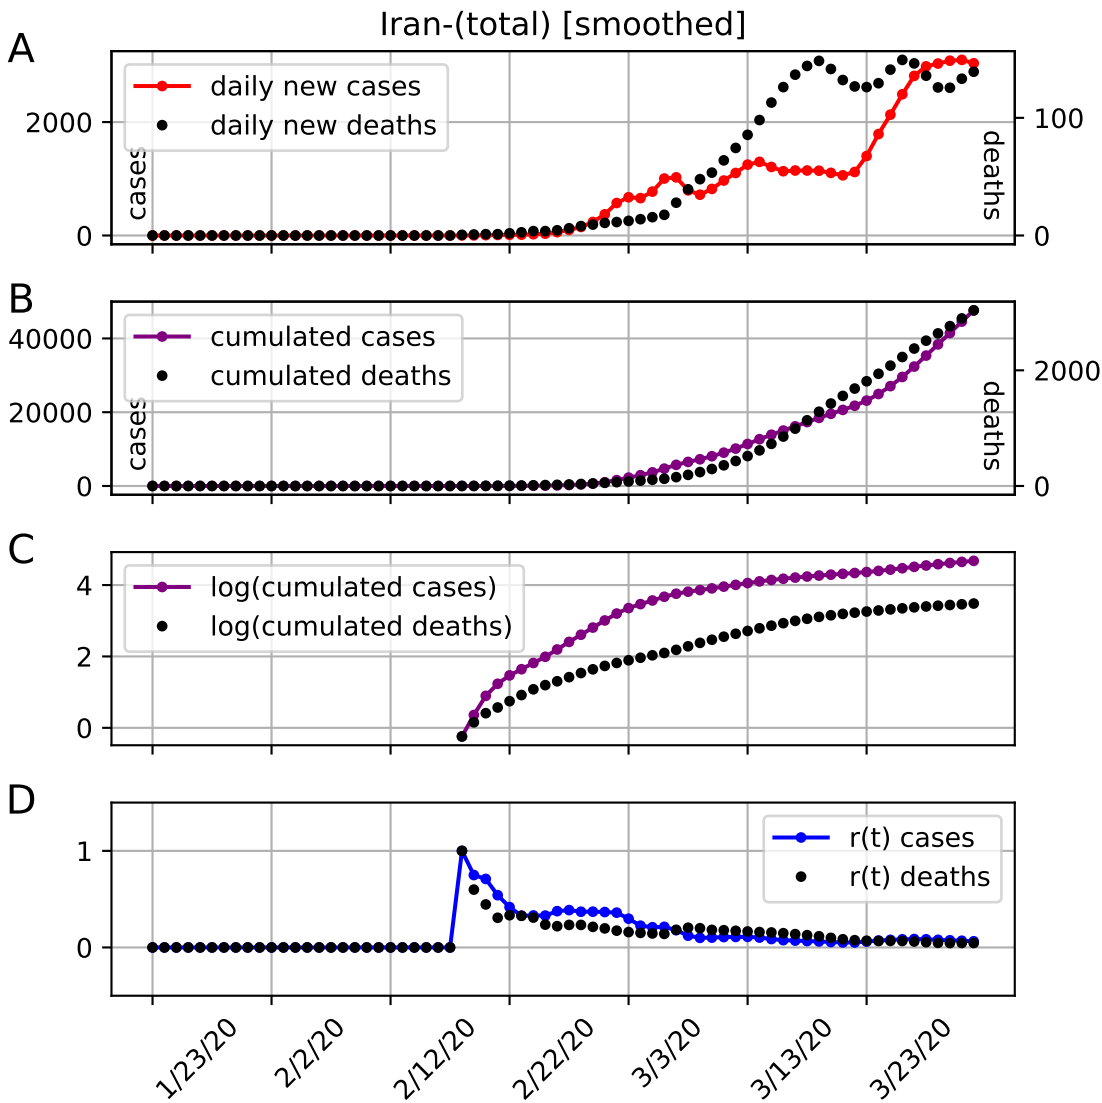 Iran-(total) [smoothed]
A
daily new cases
daily new deaths
2000
0
cases
100
0
deaths
B
cumulated cases
cumulated deaths
40000
20000
0
cases
2000
0
deaths
C
log(cumulated cases)
log(cumulated deaths)
4
2
0
D
r(t) cases
r(t) deaths
1
0
1/23/20
2/2/20
2/12/20
2/22/20
3/3/20
3/13/20
3/23/20